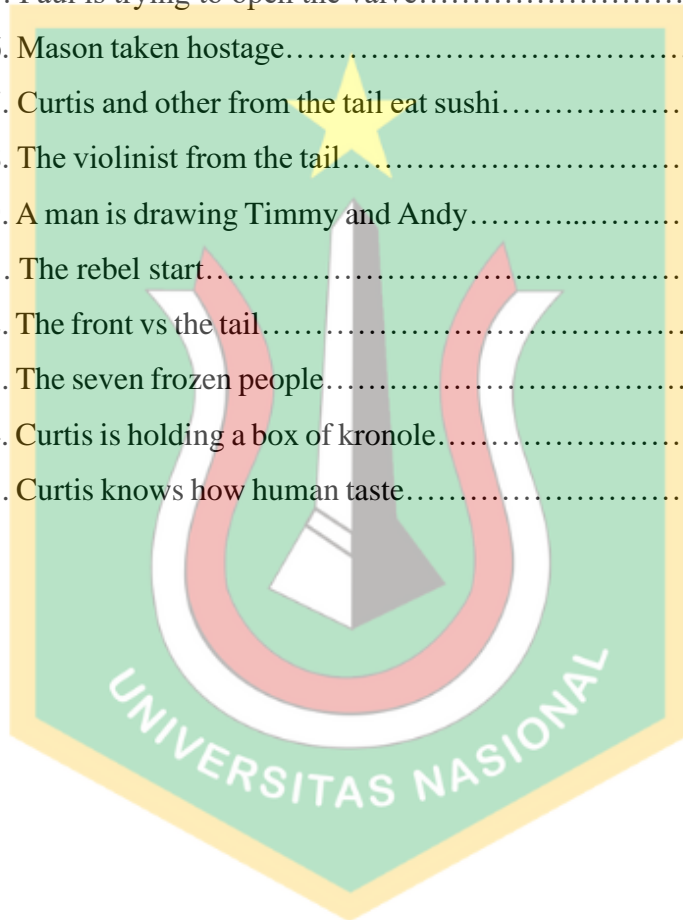 . Paul is trying to open the valve……………………
. Mason taken hostage…………………………………
. Curtis and other from the tail eat sushi………………………
. The violinist from the tail……………………………
. A man is drawing Timmy and Andy………...…….…
. The rebel start…………………………..………………
. The front vs the tail……………………………………
. The seven frozen people………………………………
. Curtis is holding a box of kronole……………………
. Curtis knows how human taste………………………
UNIVERSITAS NASIONAL